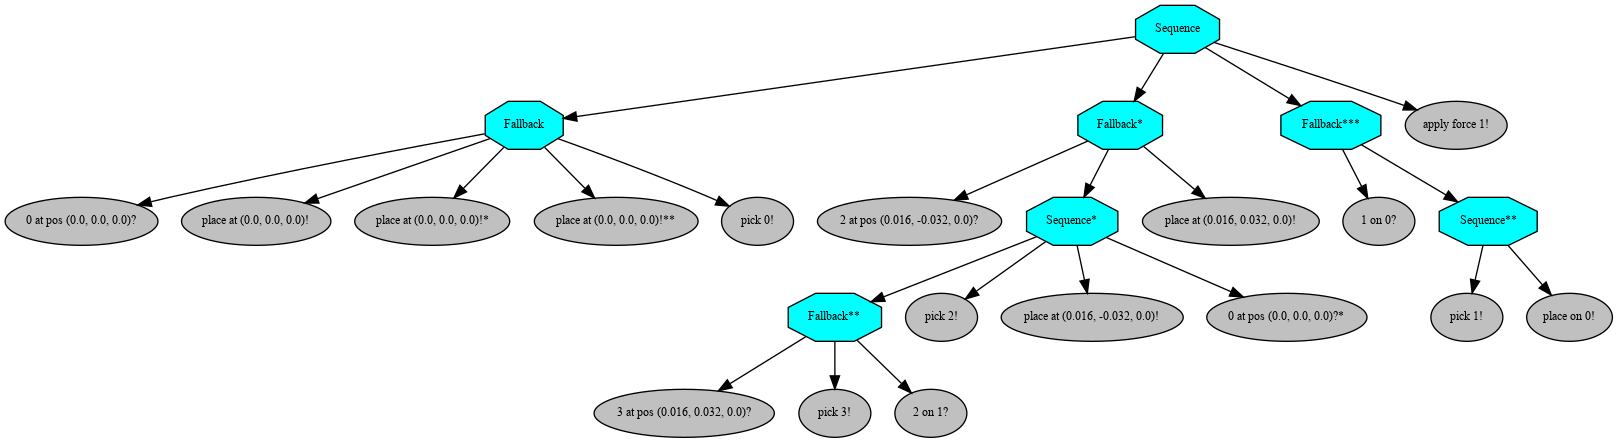 Sequence
Fallback
Fallback*
Fallback***
apply force 1!
0 at pos (0.0, 0.0, 0.0)?
place at (0.0, 0.0, 0.0)!
place at (0.0, 0.0, 0.0)!*
place at (0.0, 0.0, 0.0)!**
pick 0!
2 at pos (0.016, -0.032, 0.0)?
Sequence*
place at (0.016, 0.032, 0.0)!
1 on 0?
Sequence**
Fallback**
pick 2!
place at (0.016, -0.032, 0.0)!
0 at pos (0.0, 0.0, 0.0)?*
pick 1!
place on 0!
3 at pos (0.016, 0.032, 0.0)?
pick 3!
2 on 1?